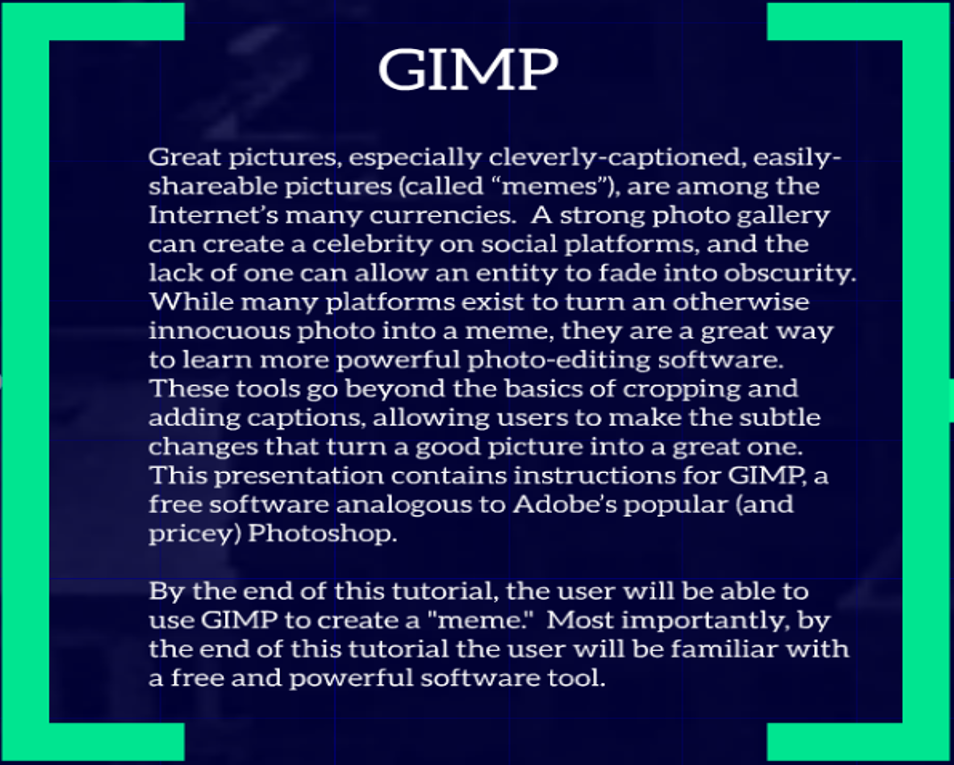 GIMP
Great pictures, especially cleverly-captioned, easily-
shareable pictures (called “memes”), are among the
Internet’s many currencies.  A strong photo gallery
can create a celebrity on social platforms, and the
lack of one can allow an entity to fade into obscurity.
While many platforms exist to turn an otherwise
innocuous photo into a meme, they are a great way
to learn more powerful photo-editing software.
These tools go beyond the basics of cropping and
adding captions, allowing users to make the subtle
changes that turn a good picture into a great one.
This presentation contains instructions for GIMP, a
free software analogous to Adobe’s popular (and
pricey) Photoshop.
By the end of this tutorial, the user will be able to
use GIMP to create a "meme."  Most importantly, by
the end of this tutorial the user will be familiar with
a free and powerful software tool.